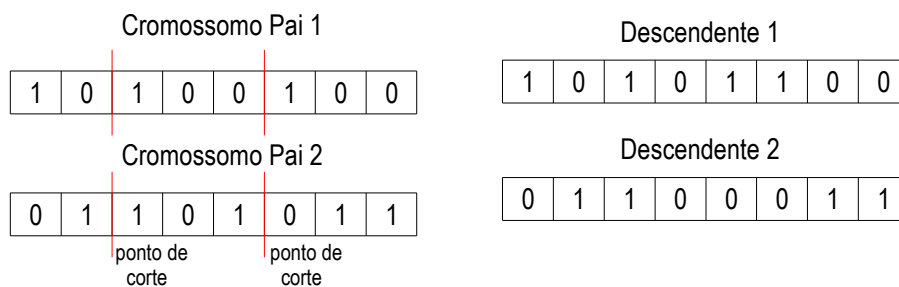 Cromossomo Pai 1
1 0 1 0 0 1 0 0
Cromossomo Pai 2
0 1 1 0 1 0 1 1
ponto de
corte
ponto de
corte
Descendente 1
1 0 1 0 1 1 0 0
Descendente 2
0 1 1 0 0 0 1 1